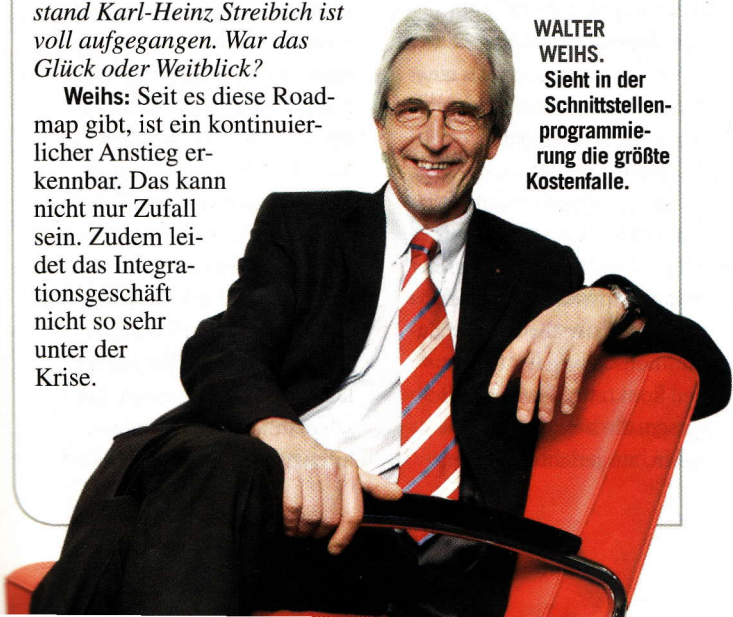 stand Karl-Heinz Streibich ist
voll aufgegangen. War das
Glück oder Weitblick?
Weihs: Seit es diese Road-
map gibt, ist ein kontinuier-
licher Anstieg er-
kennbar. Das kann
nicht nur Zufall
sein. Zudem lei-
det das Integra-
tionsgeschäft
nicht so sehr
unter der
Krise.
WALTER
WEIHS.
Sieht in der
Schnittstellen-
programmie-
rung die größte
Kostenfalle.